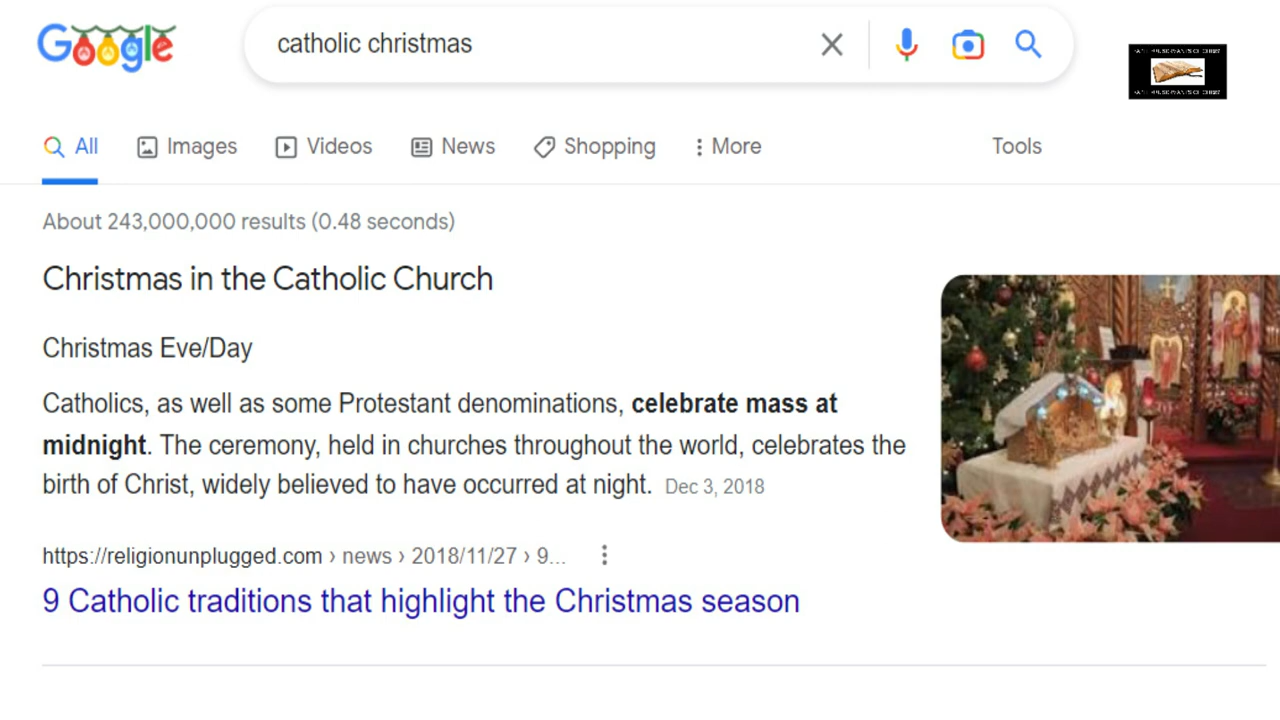 Google
catholic christmas
All
Images
Videos
News
Shopping
More
Tools
About 243,000,000 results (0.48 seconds)
Christmas in the Catholic Church
Christmas Eve/Day
Catholics, as well as some Protestant denominations, celebrate mass at
midnight. The ceremony, held in churches throughout the world, celebrates the
birth of Christ, widely believed to have occurred at night. Dec 3, 2018
https://religionunplugged.com › news › 2018/11/27 › 9...
9 Catholic traditions that highlight the Christmas season